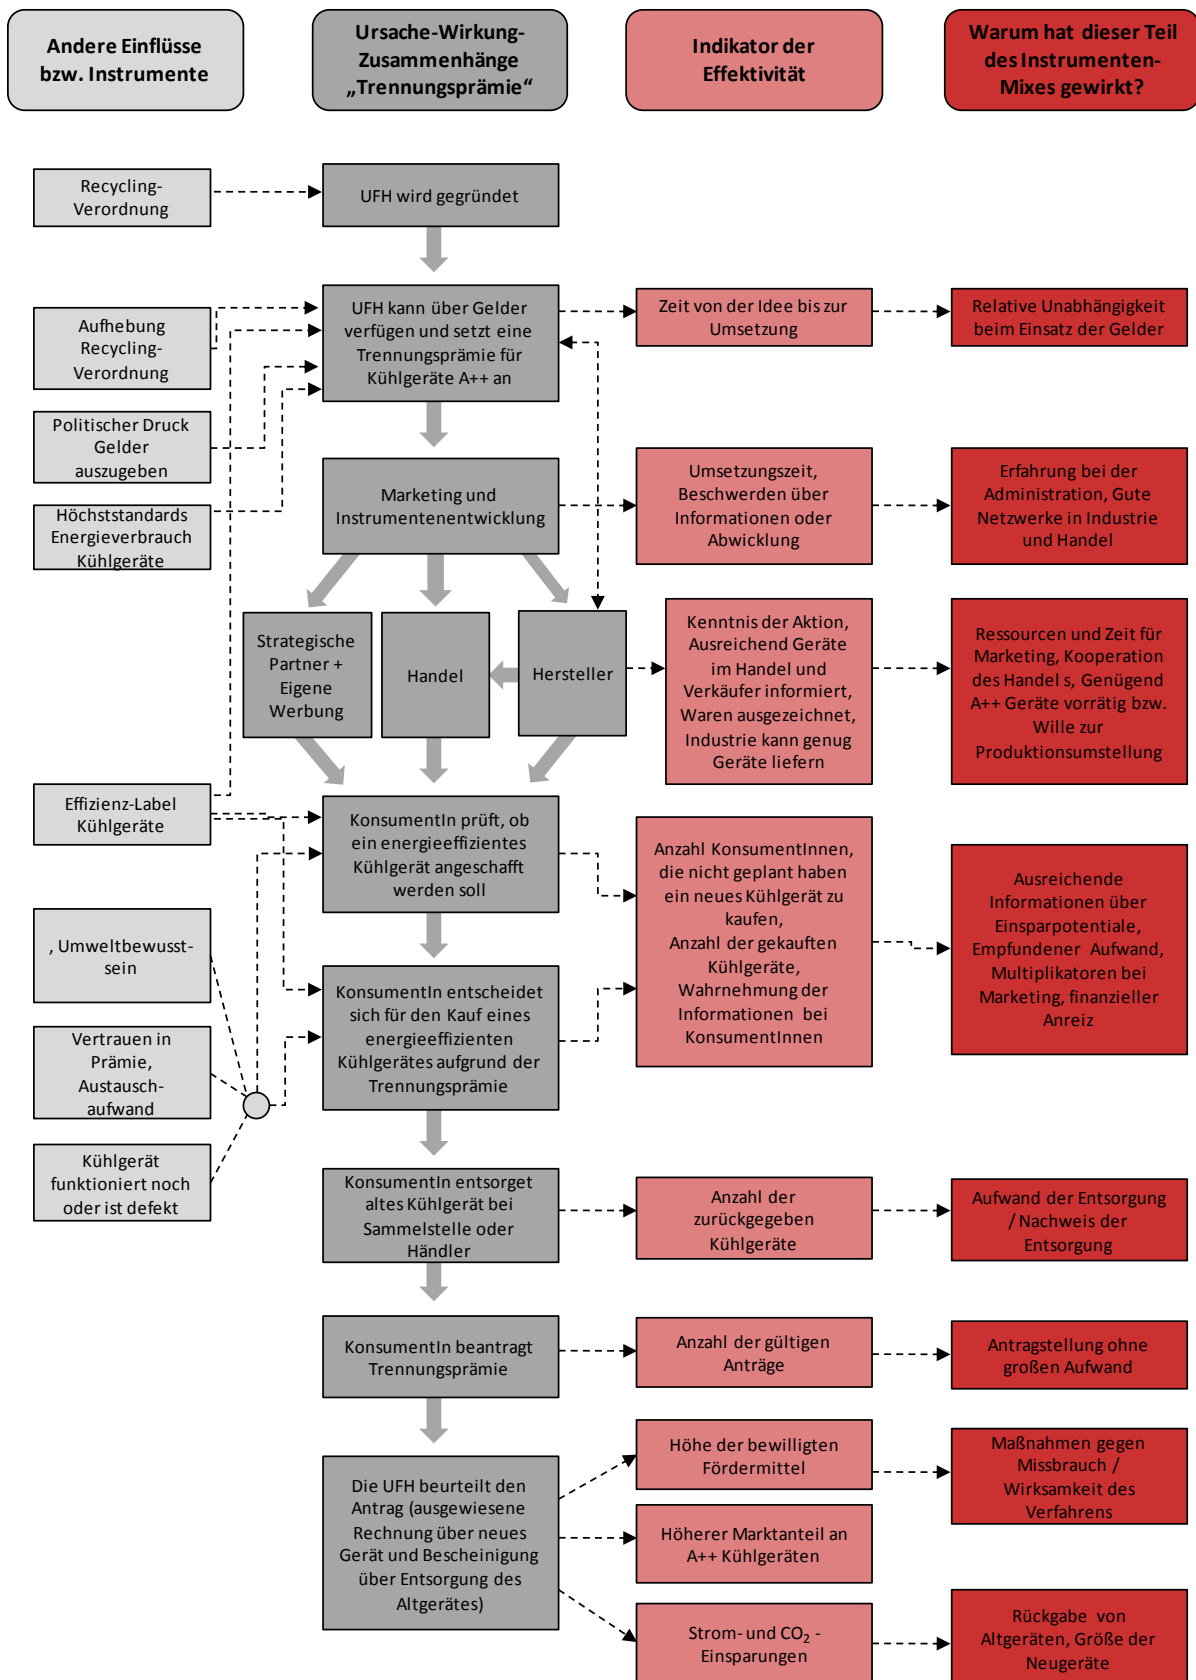 Andere Einflüsse
bzw. Instrumente
Ursache-Wirkung-
Zusammenhänge
„Trennungsprämie“
Indikator der
Effektivität
Warum hat dieser Teil
des Instrumenten-
Mixes gewirkt?
Recycling-
Verordnung
UFH wird gegründet
Aufhebung
Recycling-
Verordnung
UFH kann über Gelder
verfügen und setzt eine
Trennungsprämie für
Kühlgeräte A++ an
Zeit von der Idee bis zur
Umsetzung
Relative Unabhängigkeit
beim Einsatz der Gelder
Politischer Druck
Gelder
auszugeben
Höchststandards
Energieverbrauch
Kühlgeräte
Marketing und
Instrumentenentwicklung
Umsetzungszeit,
Beschwerden über
Informationen oder
Abwicklung
Erfahrung bei der
Administration, Gute
Netzwerke in Industrie
und Handel
Strategische
Partner +
Eigene
Werbung
Handel
Hersteller
Kenntnis der Aktion,
Ausreichend Geräte
im Handel und
Verkäufer informiert,
Waren ausgezeichnet,
Industrie kann genug
Geräte liefern
Ressourcen und Zeit für
Marketing, Kooperation
des Handel s, Genügend
A++ Geräte vorrätig bzw.
Wille zur
Produktionsumstellung
Effizienz-Label
Kühlgeräte
KonsumentIn prüft, ob
ein energieeffizientes
Kühlgerät angeschafft
werden soll
Anzahl KonsumentInnen,
die nicht geplant haben
ein neues Kühlgerät zu
kaufen,
Anzahl der gekauften
Kühlgeräte,
Wahrnehmung der
Informationen bei
KonsumentInnen
Ausreichende
Informationen über
Einsparpotentiale,
Empfundener Aufwand,
Multiplikatoren bei
Marketing, finanzieller
Anreiz
, Umweltbewusst-
sein
KonsumentIn entscheidet
sich für den Kauf eines
energieeffizienten
Kühlgerätes aufgrund der
Trennungsprämie
Vertrauen in
Prämie,
Austausch-
aufwand
Kühlgerät
funktioniert noch
oder ist defekt
KonsumentIn entsorget
altes Kühlgerät bei
Sammelstelle oder
Händler
Anzahl der
zurückgegeben
Kühlgeräte
Aufwand der Entsorgung
/ Nachweis der
Entsorgung
KonsumentIn beantragt
Trennungsprämie
Anzahl der gültigen
Anträge
Antragstellung ohne
großen Aufwand
Die UFH beurteilt den
Antrag (ausgewiesene
Rechnung über neues
Gerät und Bescheinigung
über Entsorgung des
Altgerätes)
Höhe der bewilligten
Fördermittel
Maßnahmen gegen
Missbrauch /
Wirksamkeit des
Verfahrens
Höherer Marktanteil an
A++ Kühlgeräten
Strom- und CO₂ -
Einsparungen
Rückgabe von
Altgeräten, Größe der
Neugeräte